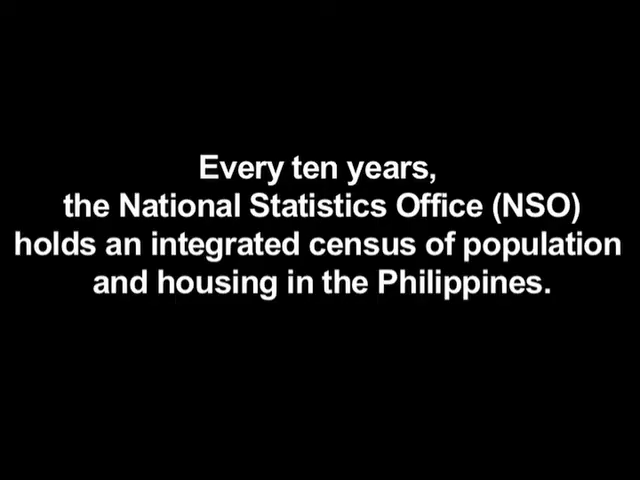 Every ten years,
the National Statistics Office (NSO)
holds an integrated census of population
and housing in the Philippines.